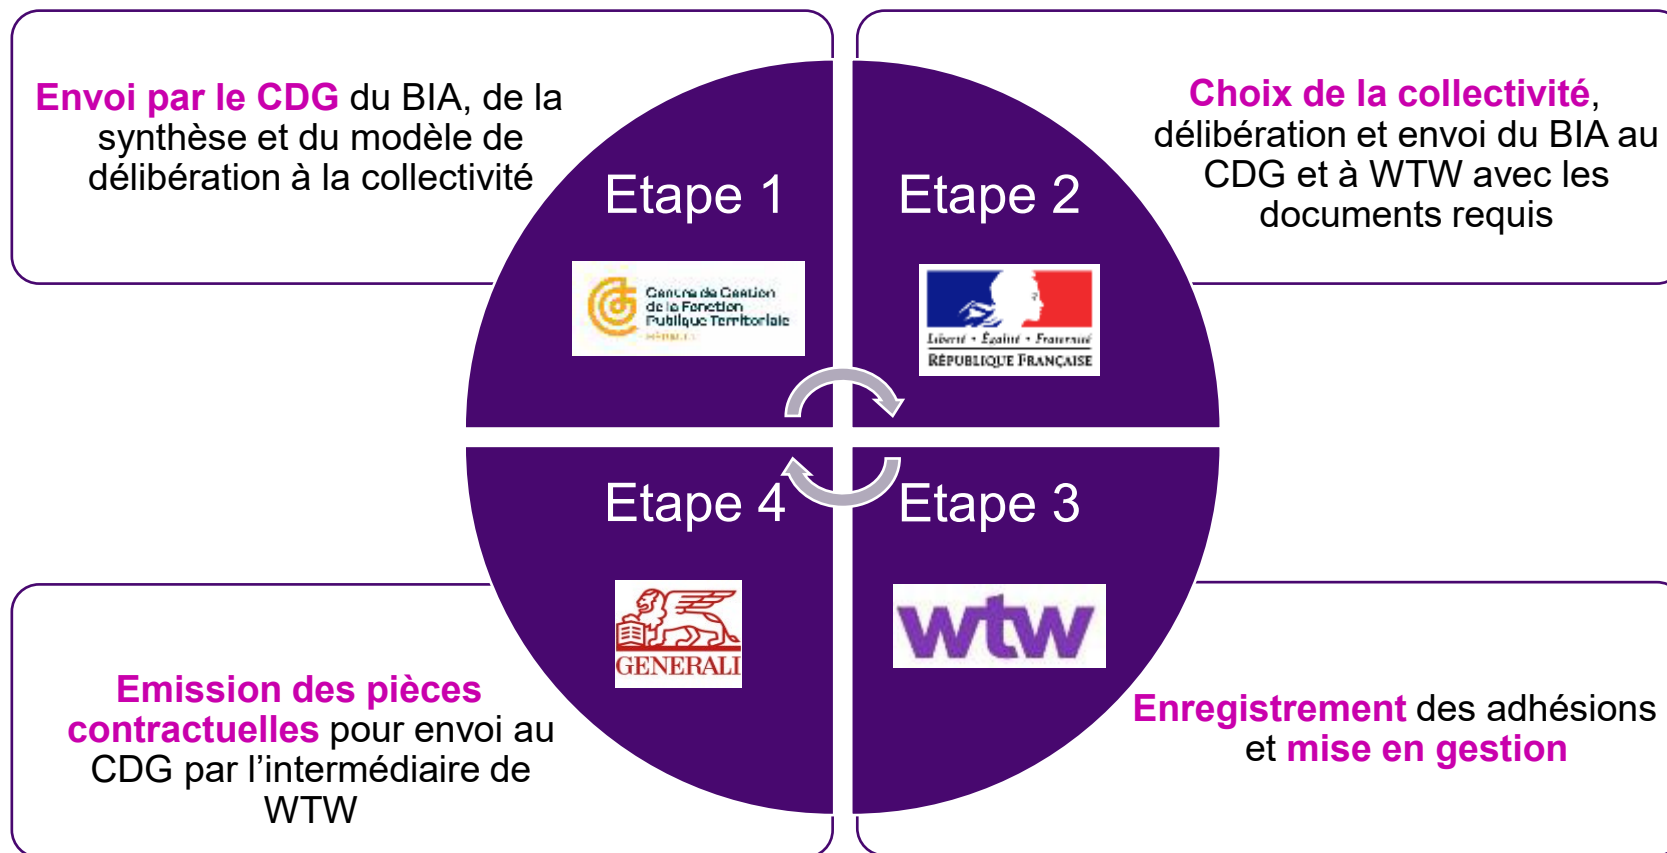 Envoi par le CDG du BIA, de la
synthèse et du modèle de
délibération à la collectivité
Etape 1
Centre de Gestion
de la Fonction
Publique Territoriale
Choix de la collectivité,
délibération et envoi du BIA au
CDG et à WTW avec les
documents requis
Etape 2
Liberté • Égalité • Fraternité
RÉPUBLIQUE FRANÇAISE
Etape 4
GENERALI
Emission des pièces
contractuelles pour envoi au
CDG par l’intermédiaire de
WTW
Etape 3
wtw
Enregistrement des adhésions
et mise en gestion